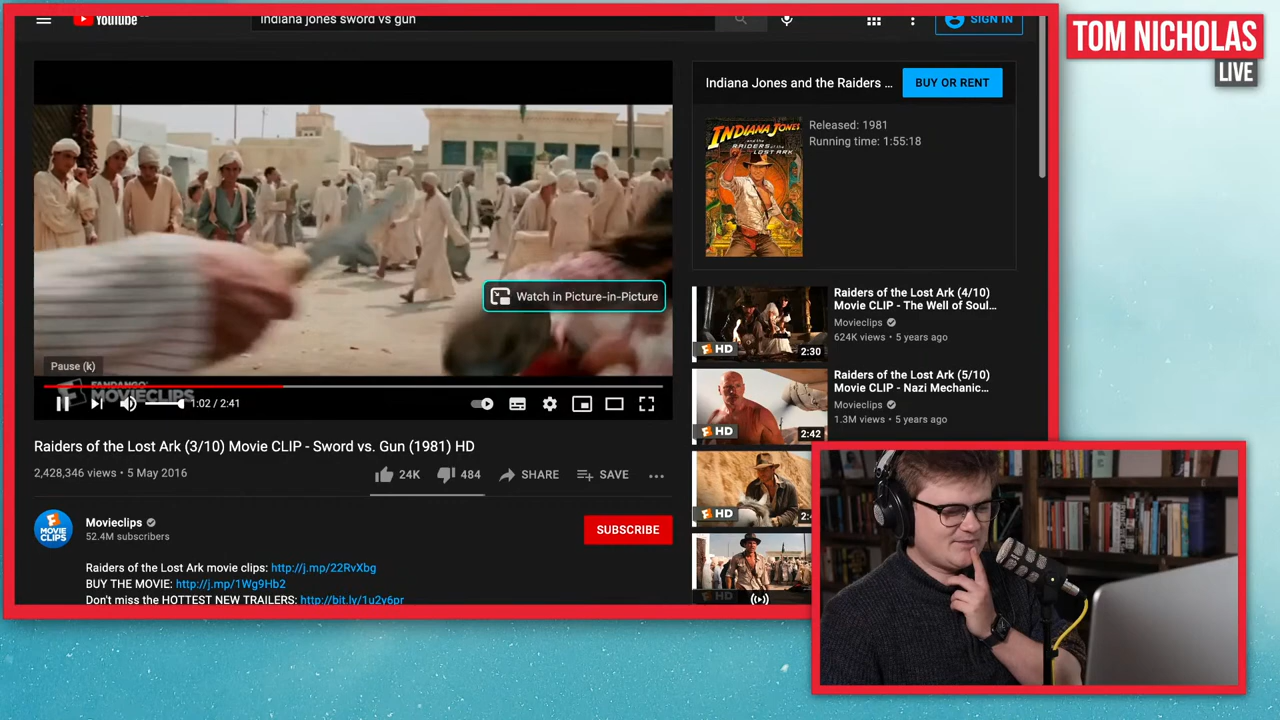 YouTube
indiana jones sword vs gun
SIGN IN
TOM NICHOLAS
LIVE
Watch in Picture-in-Picture
Pause (k)
FANDANGO
MOVIECLIPS
1:02 / 2:41
Raiders of the Lost Ark (3/10) Movie CLIP - Sword vs. Gun (1981) HD
2,428,346 views • 5 May 2016
24K
484
SHARE
SAVE
MOVIE
CLIPS
Movieclips
52.4M subscribers
SUBSCRIBE
Raiders of the Lost Ark movie clips: http://j.mp/22RvXbg
BUY THE MOVIE: http://j.mp/1Wg9Hb2
Don't miss the HOTTEST NEW TRAILERS: http://bit.ly/1u2y6pr
Indiana Jones and the Raiders ...
BUY OR RENT
INDIANA JONES
and the
RAIDERS
of the
LOST ARK
Released: 1981
Running time: 1:55:18
HD
2:30
Raiders of the Lost Ark (4/10)
Movie CLIP - The Well of Soul...
Movieclips
624K views • 5 years ago
HD
2:42
Raiders of the Lost Ark (5/10)
Movie CLIP - Nazi Mechanic...
Movieclips
1.3M views • 5 years ago
HD
HD